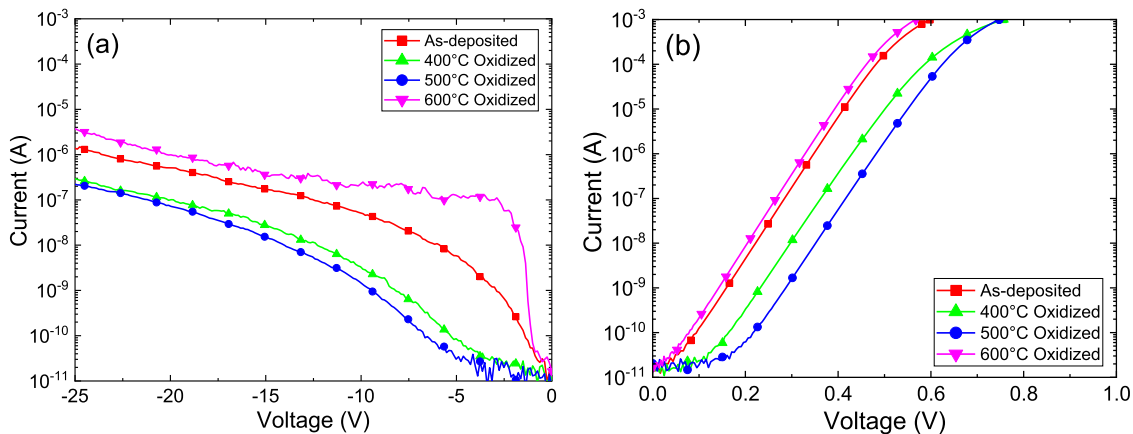 (a)
As-deposited
400°C Oxidized
500°C Oxidized
600°C Oxidized
Current (A)
10⁻³
10⁻⁴
10⁻⁵
10⁻⁶
10⁻⁷
10⁻⁸
10⁻⁹
10⁻¹⁰
10⁻¹¹
-25 -20 -15 -10 -5 0
Voltage (V)
(b)
As-deposited
400°C Oxidized
500°C Oxidized
600°C Oxidized
Current (A)
10⁻³
10⁻⁴
10⁻⁵
10⁻⁶
10⁻⁷
10⁻⁸
10⁻⁹
10⁻¹⁰
10⁻¹¹
0.0 0.2 0.4 0.6 0.8 1.0
Voltage (V)